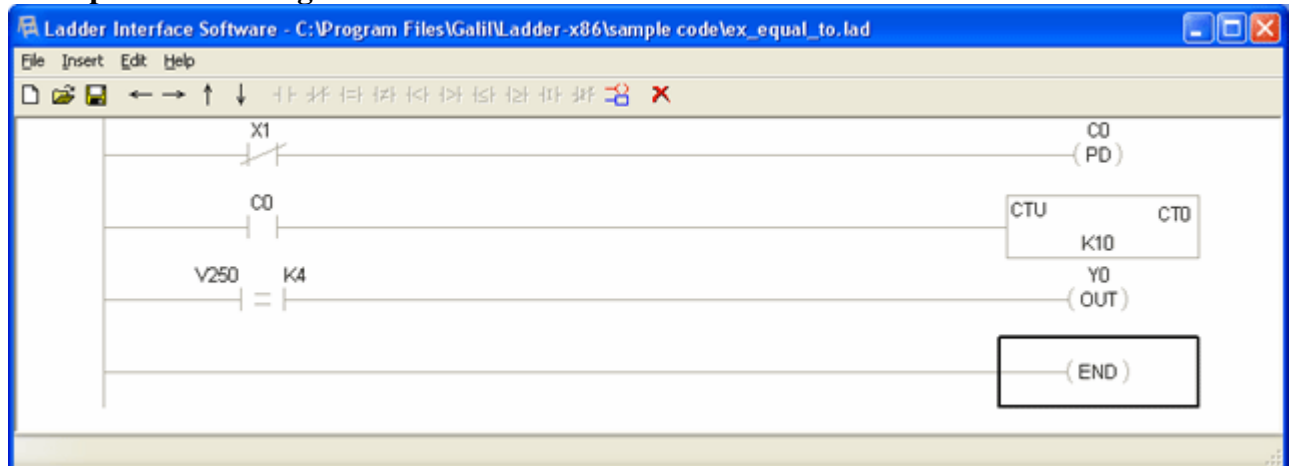 Ladder Interface Software - C:\Program Files\Galil\Ladder-x86\sample code\ex_equal_to.lad
File Insert Edit Help
X1 C0
( PD )
C0 CTU CT0
K10
V250 K4 Y0
( OUT )
( END )